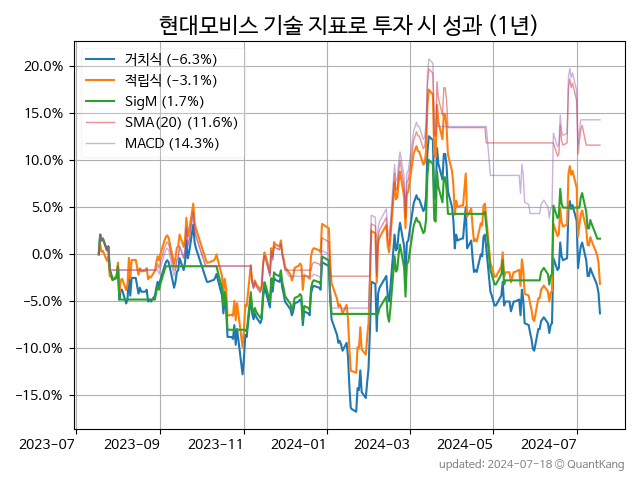 현대모비스 기술 지표로 투자 시 성과 (1년)
거치식 (−6.3%)
적립식 (−3.1%)
SigM (1.7%)
SMA(20) (11.6%)
MACD (14.3%)
20.0%
15.0%
10.0%
5.0%
0.0%
−5.0%
−10.0%
−15.0%
2023-07 2023-09 2023-11 2024-01 2024-03 2024-05 2024-07
updated: 2024-07-18 ⓒ QuantKang